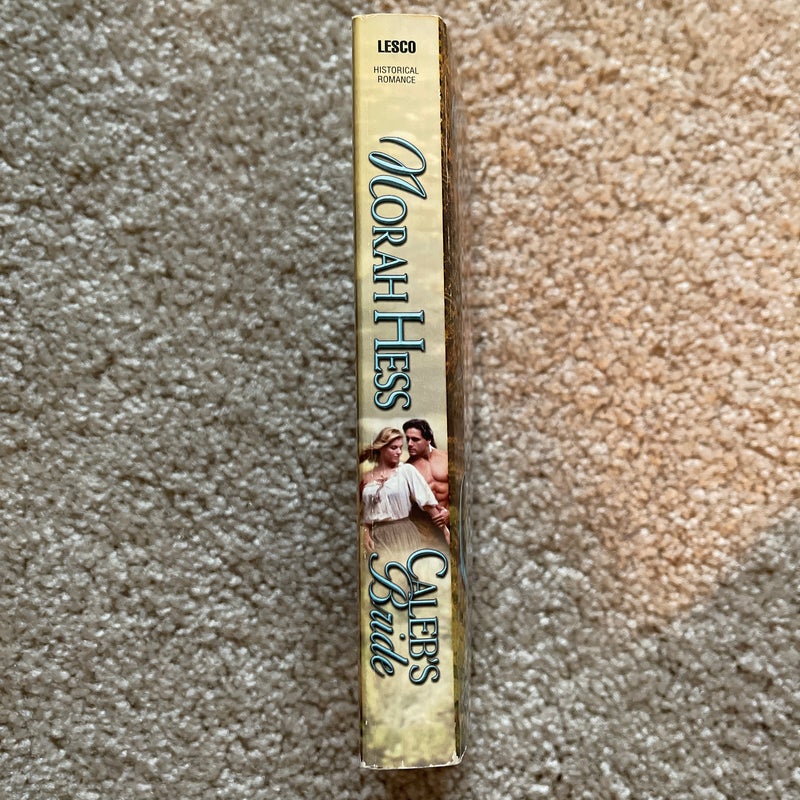 LESCO
HISTORICAL
ROMANCE
NORAH HESS
CALEB'S
Bride